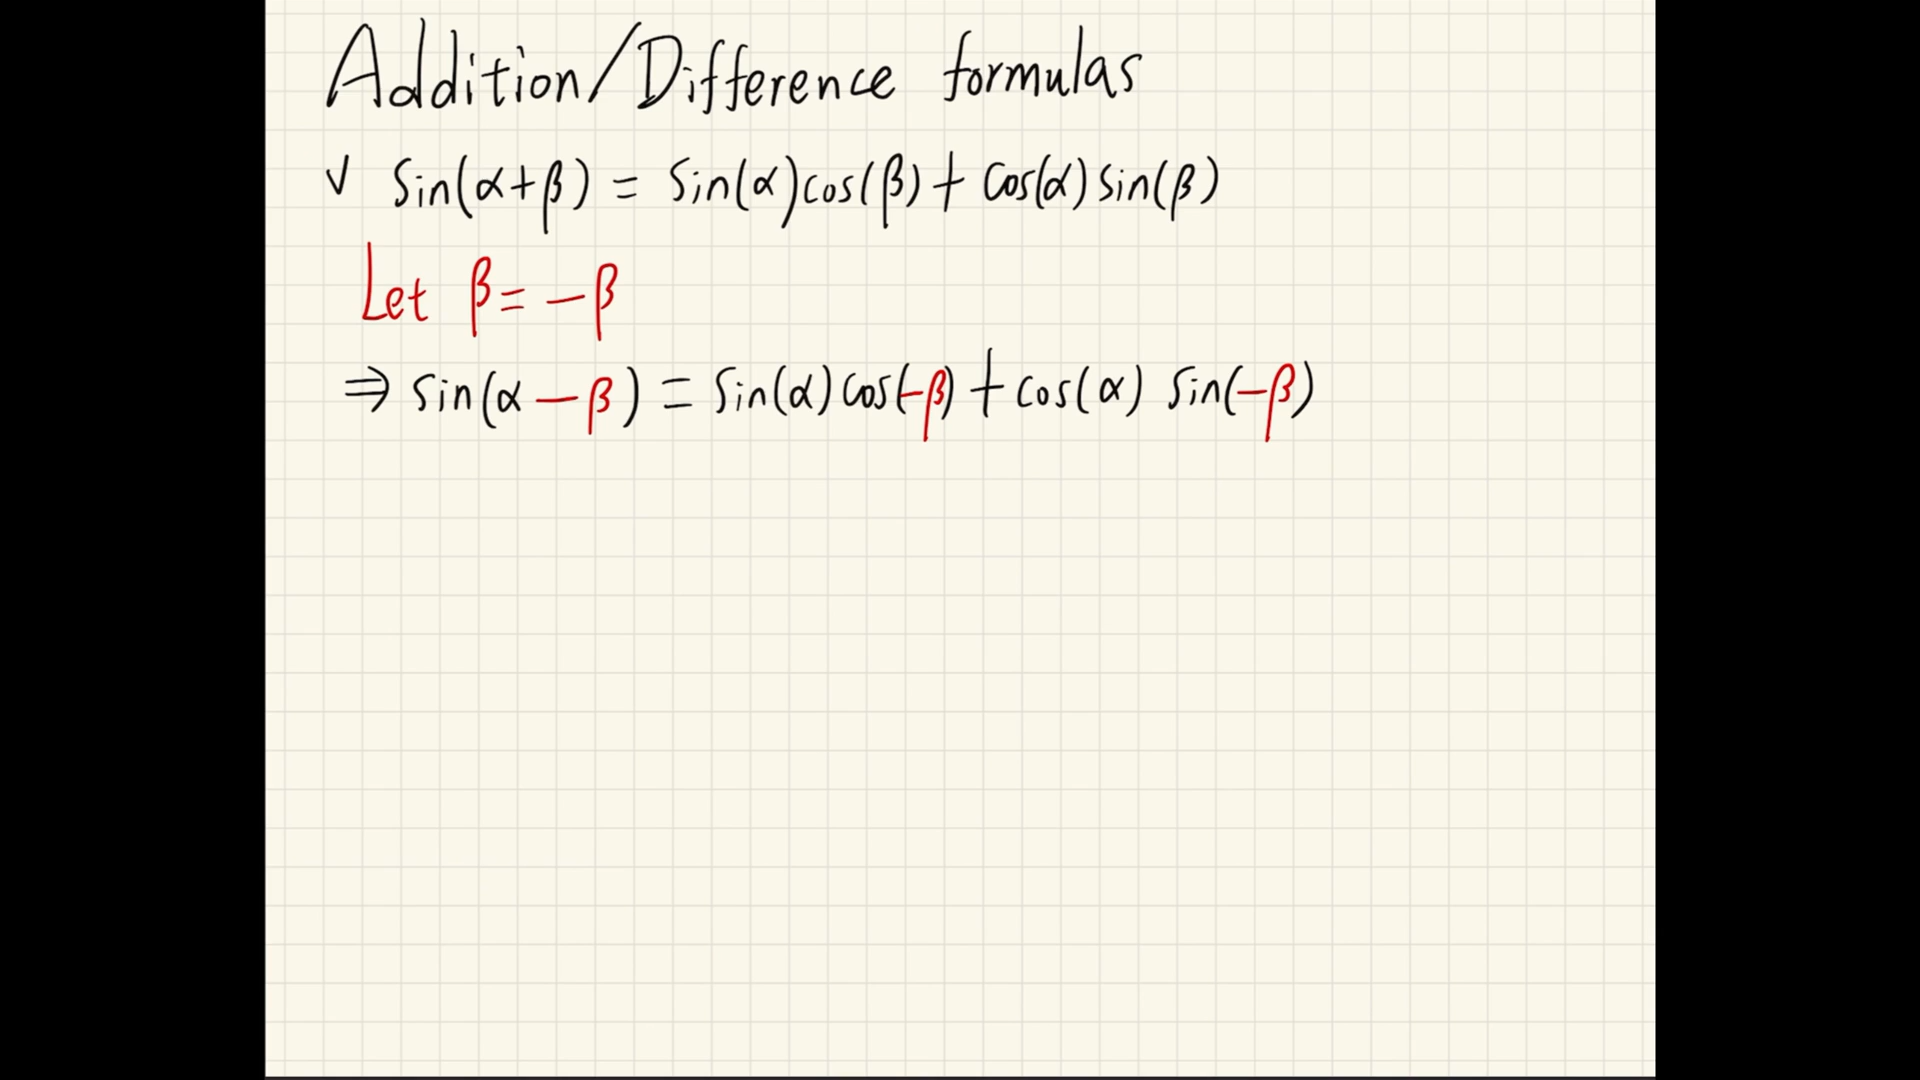 Addition/Difference formulas
✓ Sin(α+β) = Sin(α)cos(β) + Cos(α) Sin(β)
Let β = -β
⇒ Sin(α - β) = Sin(α) Cos(-β) + Cos(α) Sin(-β)